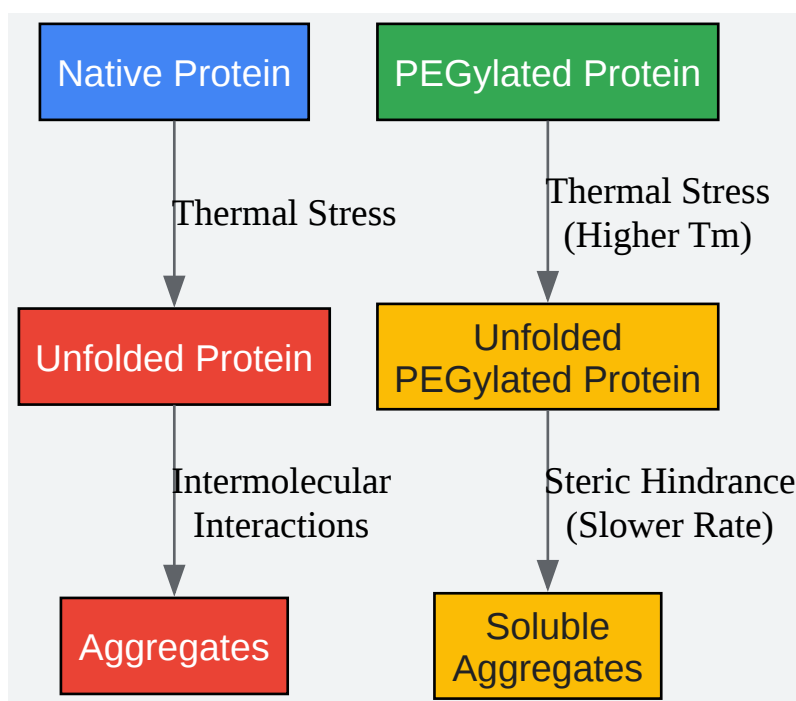 Native Protein
PEGylated Protein
Thermal Stress
Thermal Stress
(Higher Tm)
Unfolded Protein
Unfolded
PEGylated Protein
Intermolecular
Interactions
Steric Hindrance
(Slower Rate)
Aggregates
Soluble
Aggregates